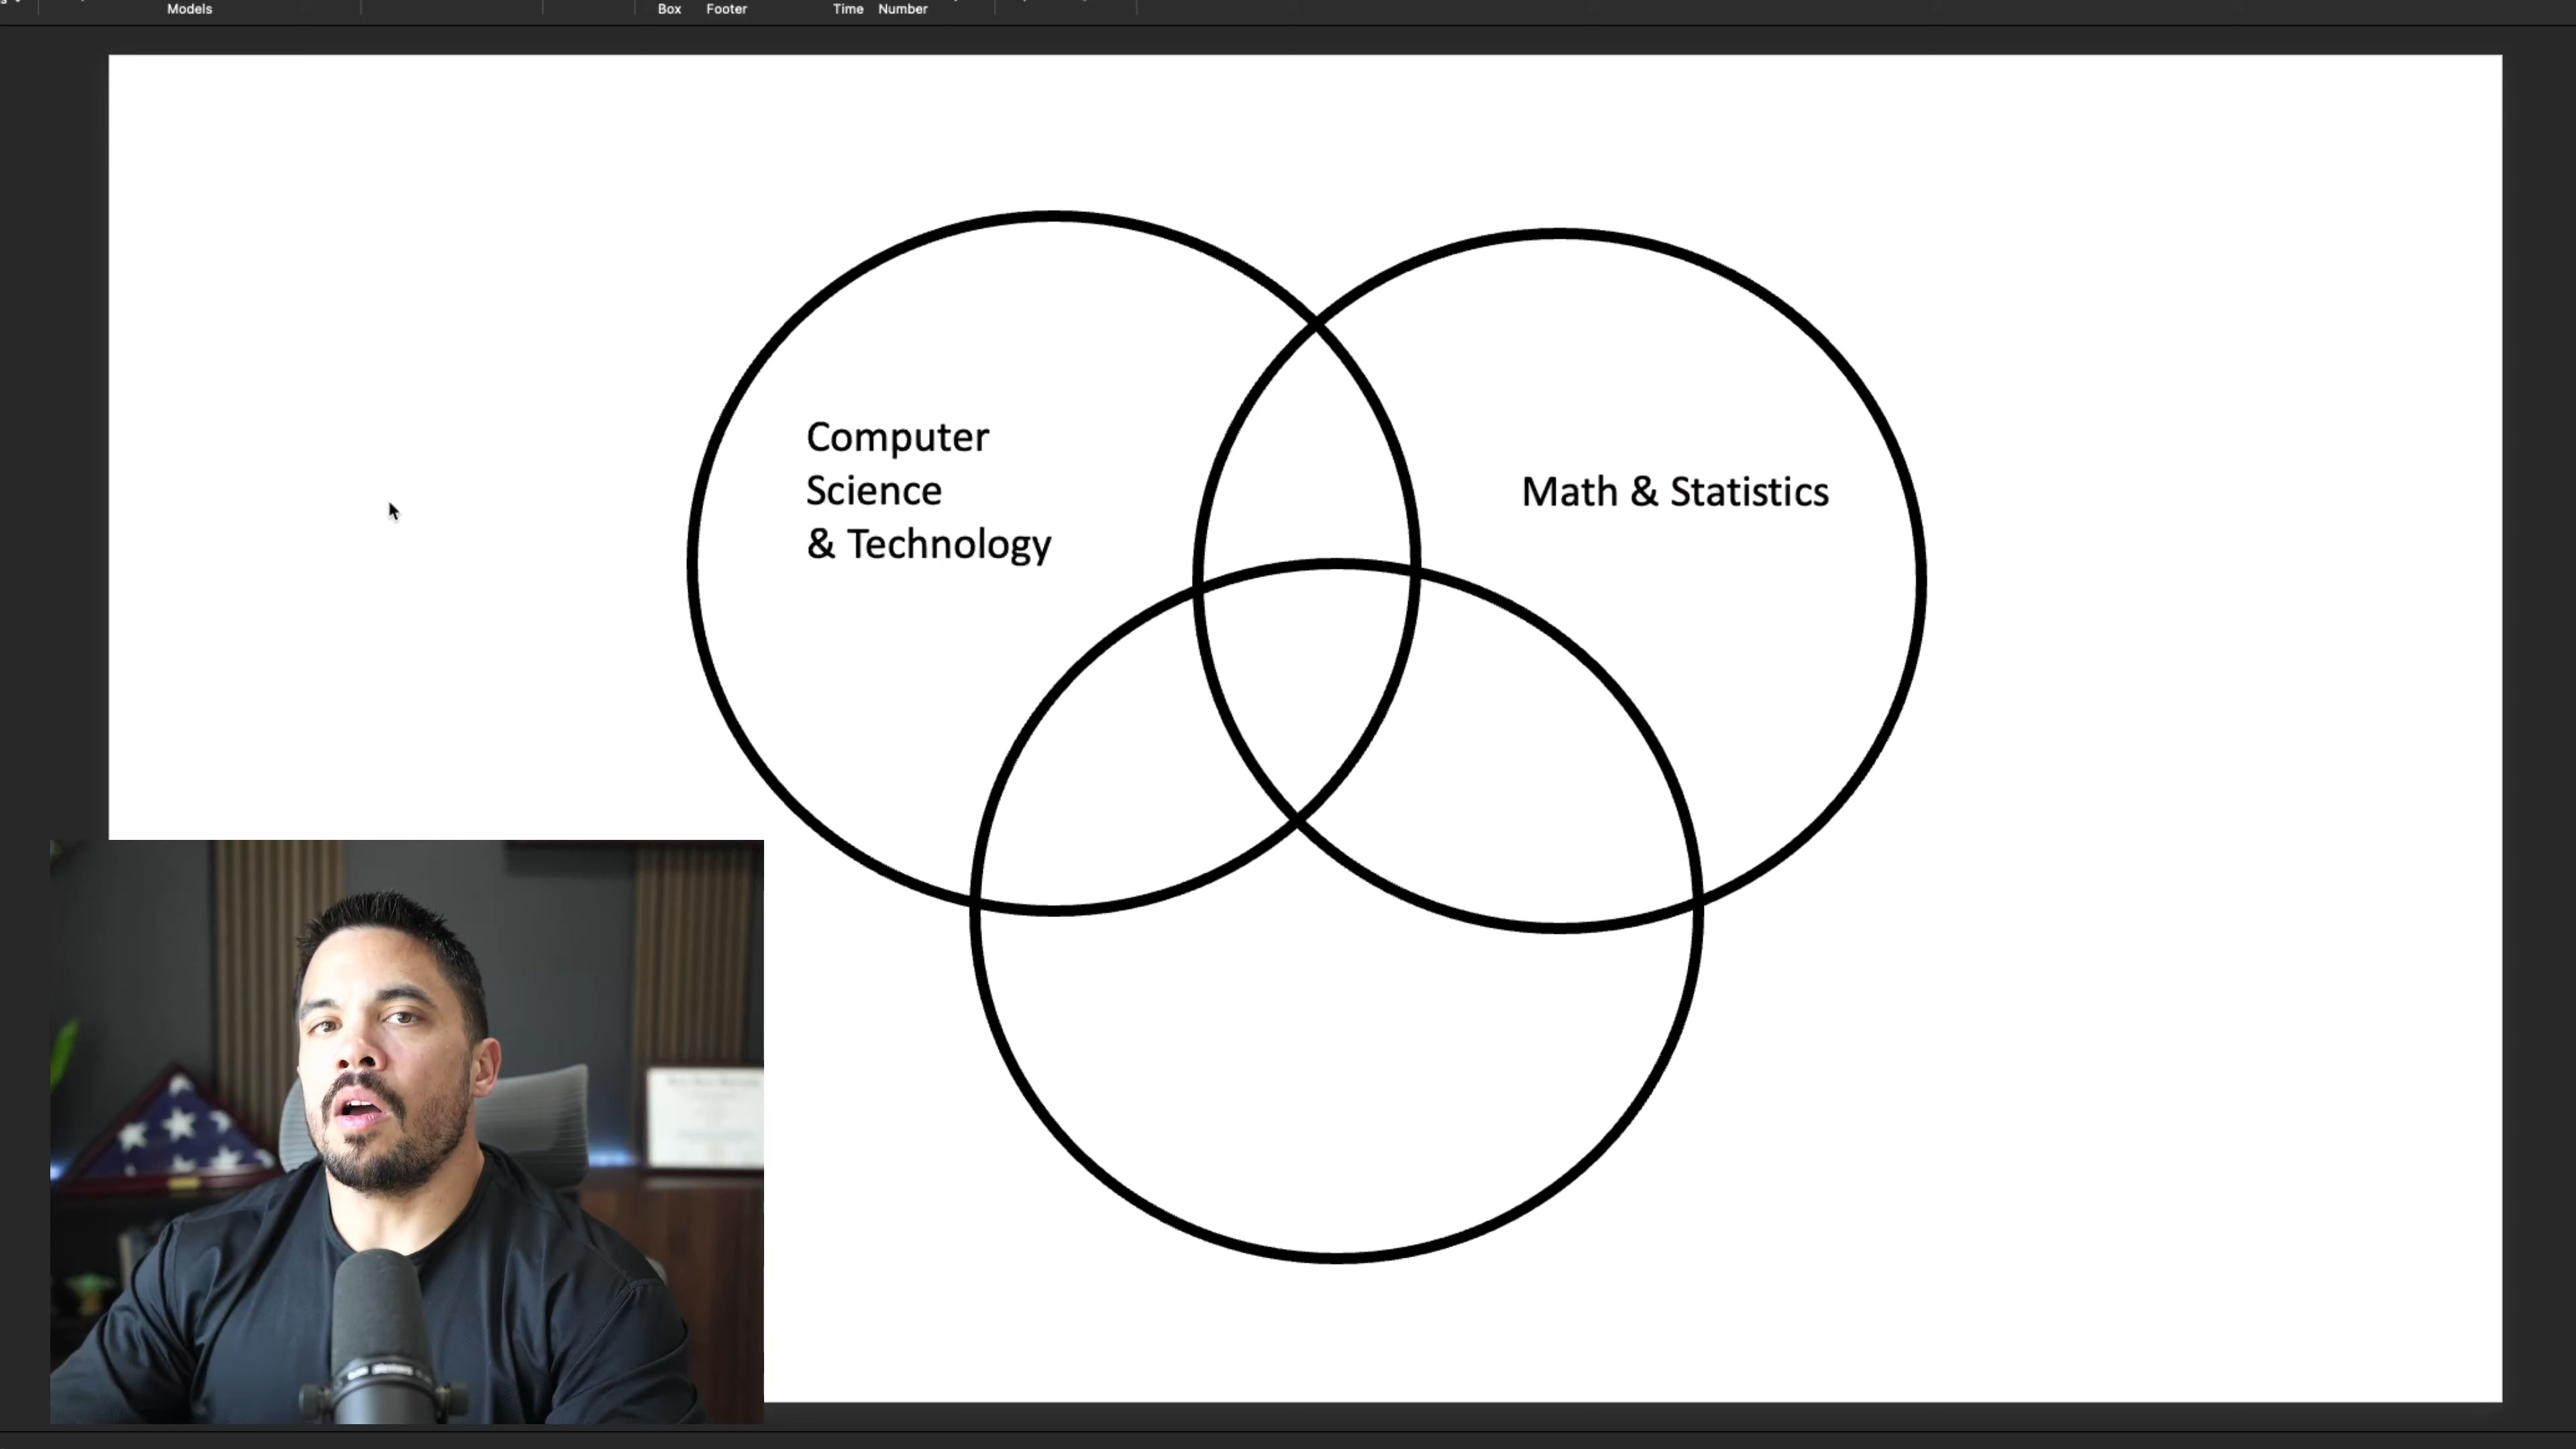 Models
Box
Footer
Time
Number
Computer
Science
& Technology
Math & Statistics